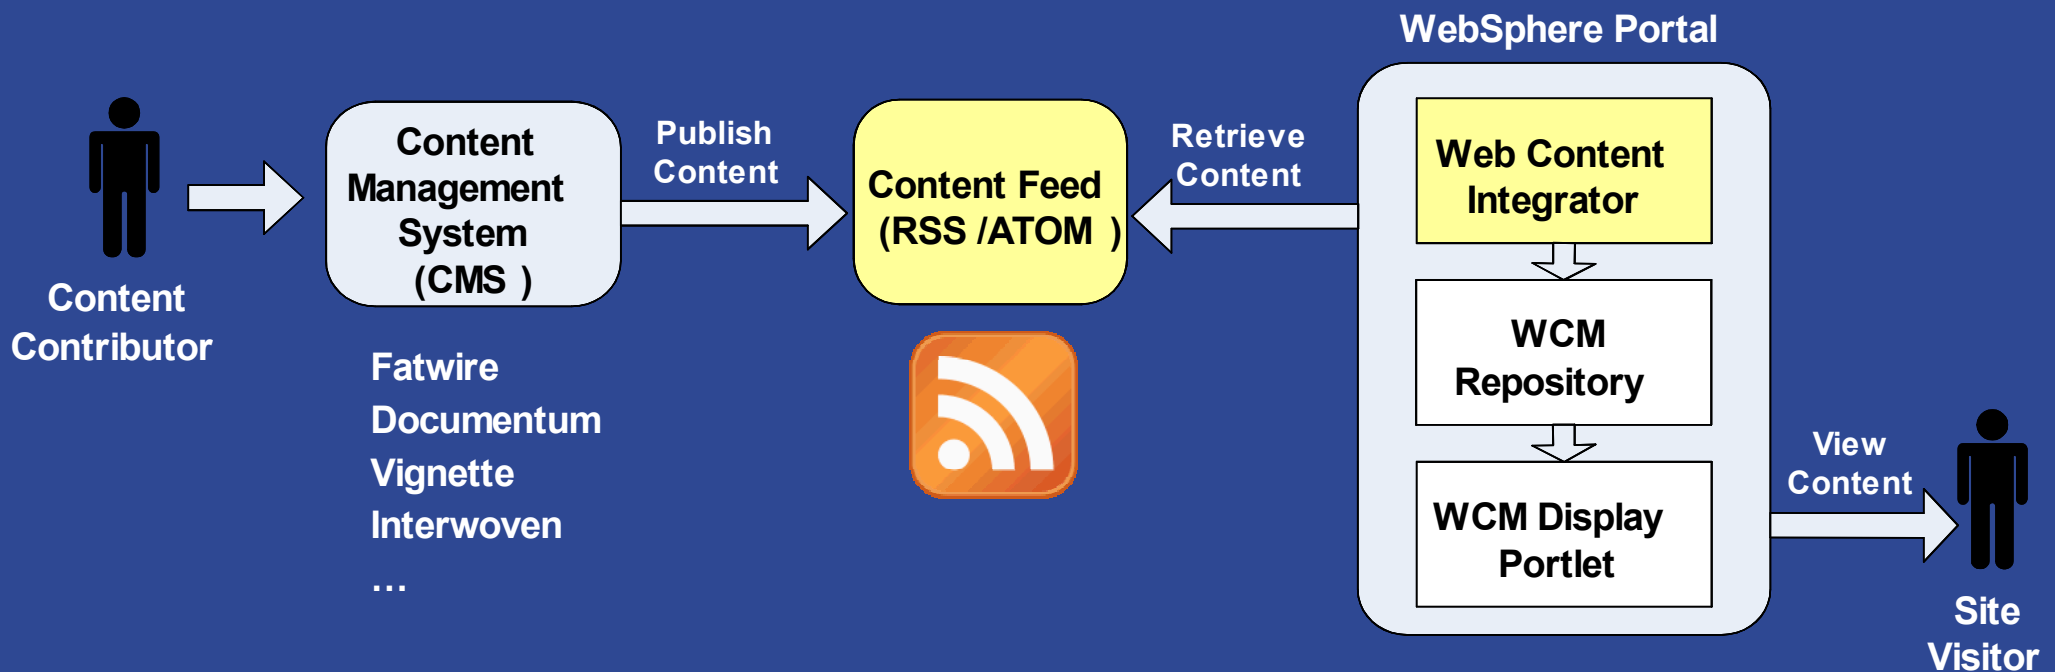 WebSphere Portal
Content
Contributor
Content
Management
System
(CMS )
Fatwire
Documentum
Vignette
Interwoven
...
Publish
Content
Content Feed
(RSS /ATOM )
Retrieve
Content
Web Content
Integrator
WCM
Repository
WCM Display
Portlet
View
Content
Site
Visitor